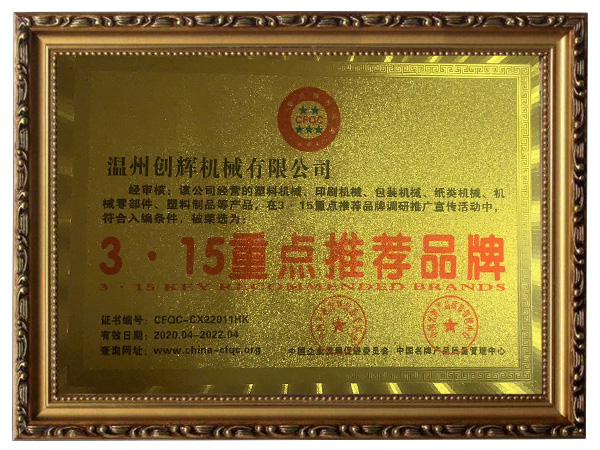 CFQC
温州创辉机械有限公司
经审核：该公司经营的塑料机械、印刷机械、包装机械、纸类机械、机
械零部件、塑料制品等产品，在3·15重点推荐品牌调研推广宣传活动中，
符合入编条件，被荣选为：
3·15重点推荐品牌
3·15 KEY RECOMMENDED BRANDS
证书编号：CFQC-CX22011HK
有效日期：2020.04-2022.04
查询网址：www.china-cfqc.org
中国企业发展促进委员会 中国名牌产品质量管理中心